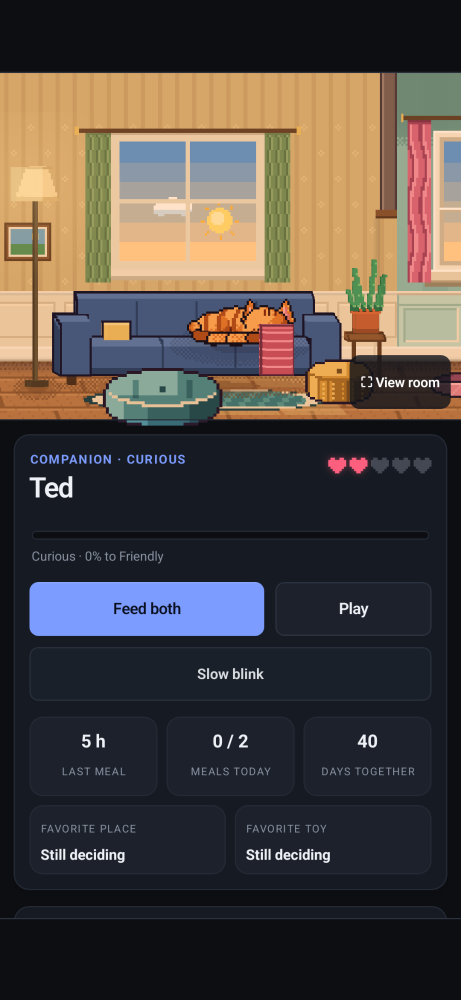 View room
COMPANION · CURIOUS
Ted
Curious · 0% to Friendly
Feed both
Play
Slow blink
5 h
LAST MEAL
0 / 2
MEALS TODAY
40
DAYS TOGETHER
FAVORITE PLACE
Still deciding
FAVORITE TOY
Still deciding